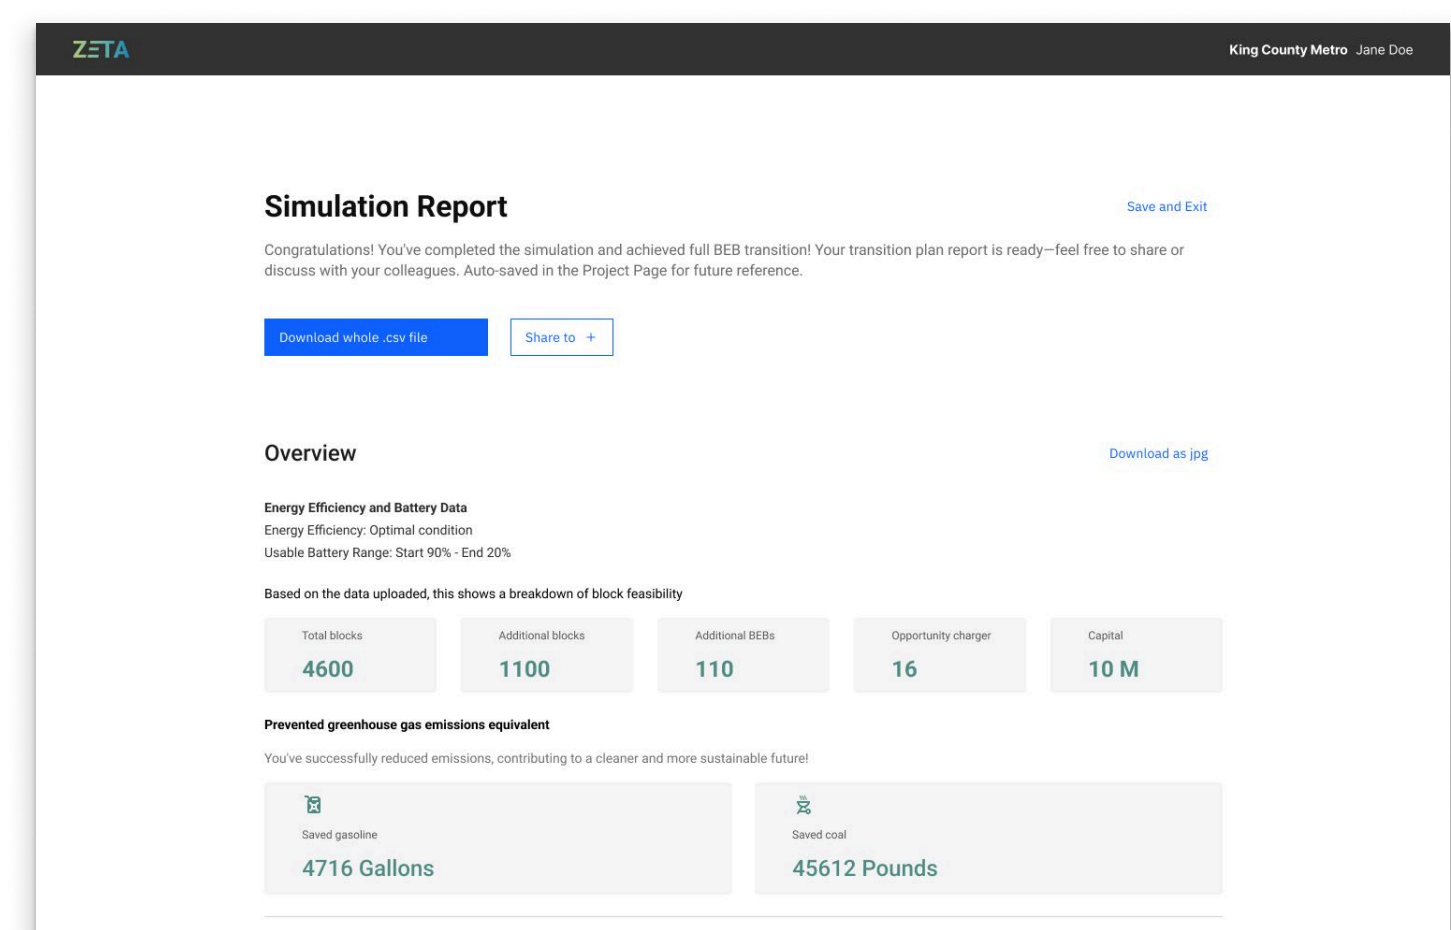 ZETA
King County Metro Jane Doe
Simulation Report
Save and Exit
Congratulations! You've completed the simulation and achieved full BEB transition! Your transition plan report is ready—feel free to share or
discuss with your colleagues. Auto-saved in the Project Page for future reference.
Download whole .csv file
Share to +
Overview
Download as jpg
Energy Efficiency and Battery Data
Energy Efficiency: Optimal condition
Usable Battery Range: Start 90% - End 20%
Based on the data uploaded, this shows a breakdown of block feasibility
Total blocks
4600
Additional blocks
1100
Additional BEBs
110
Opportunity charger
16
Capital
10 M
Prevented greenhouse gas emissions equivalent
You've successfully reduced emissions, contributing to a cleaner and more sustainable future!
Saved gasoline
4716 Gallons
Saved coal
45612 Pounds